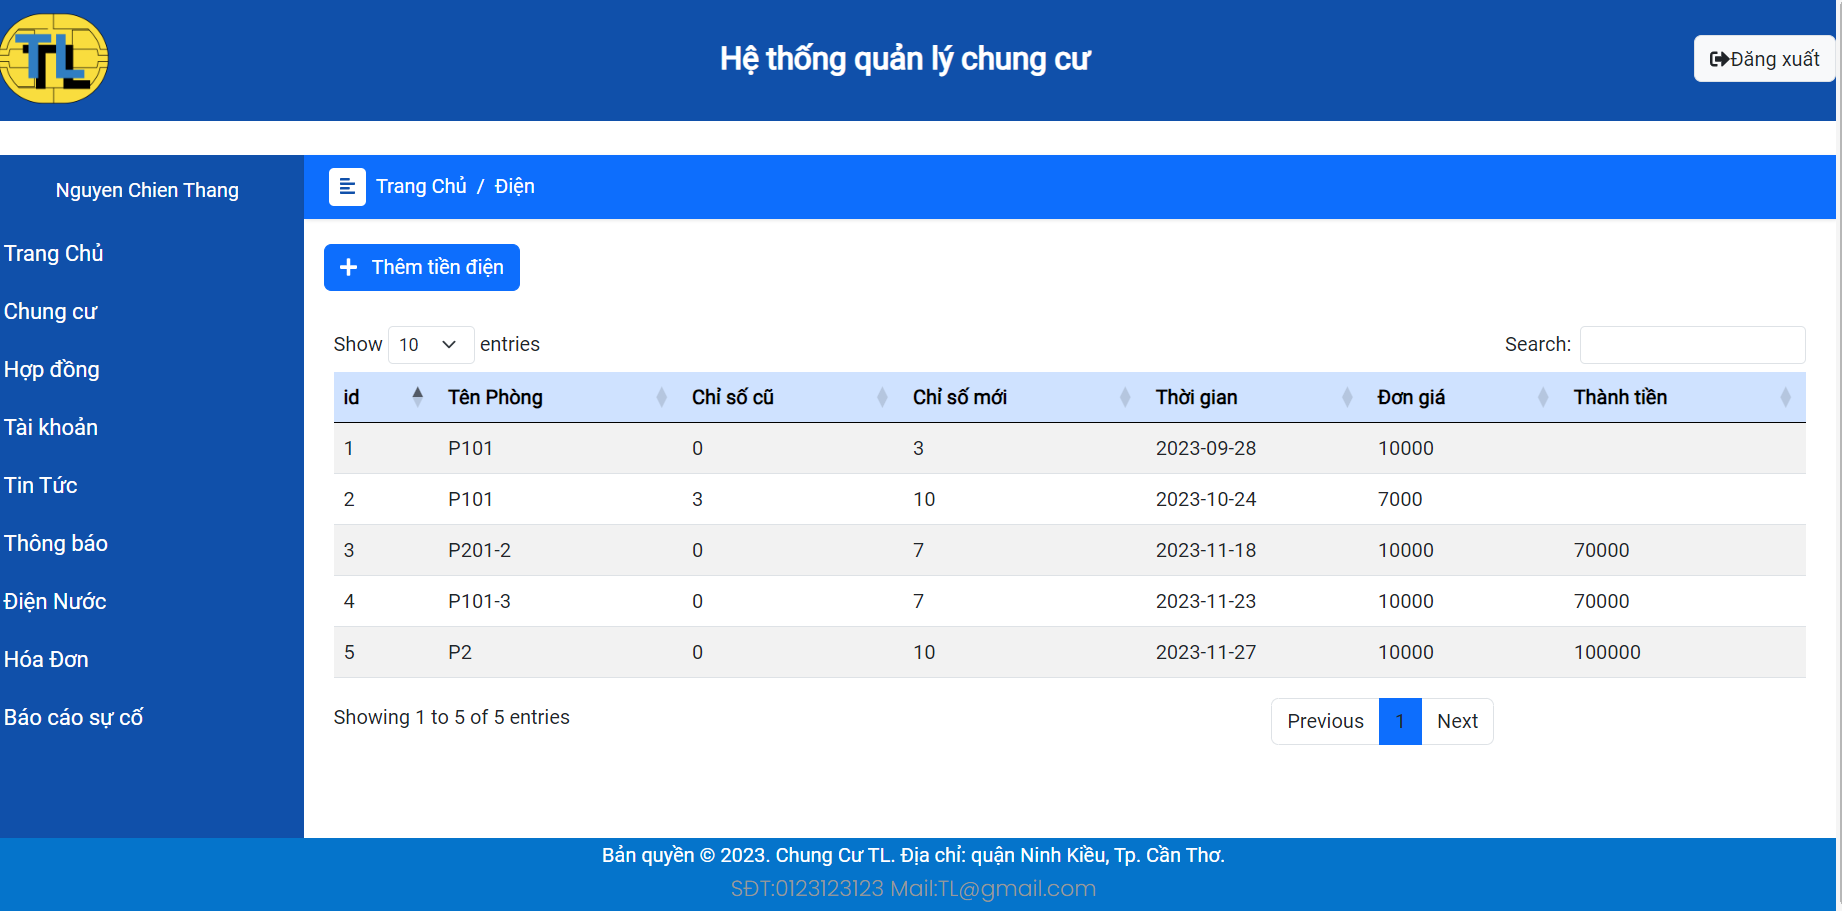 TL
Hệ thống quản lý chung cư
Đăng xuất
Nguyen Chien Thang
Trang Chủ
Chung cư
Hợp đồng
Tài khoản
Tin Tức
Thông báo
Điện Nước
Hóa Đơn
Báo cáo sự cố
Trang Chủ / Điện
Thêm tiền điện
Show 10 entries
Search:
id Tên Phòng Chỉ số cũ Chỉ số mới Thời gian Đơn giá Thành tiền
1 P101 0 3 2023-09-28 10000
2 P101 3 10 2023-10-24 7000
3 P201-2 0 7 2023-11-18 10000 70000
4 P101-3 0 7 2023-11-23 10000 70000
5 P2 0 10 2023-11-27 10000 100000
Showing 1 to 5 of 5 entries
Previous 1 Next
Bản quyền © 2023. Chung Cư TL. Địa chỉ: quận Ninh Kiều, Tp. Cần Thơ.
SĐT:0123123123 Mail:TL@gmail.com